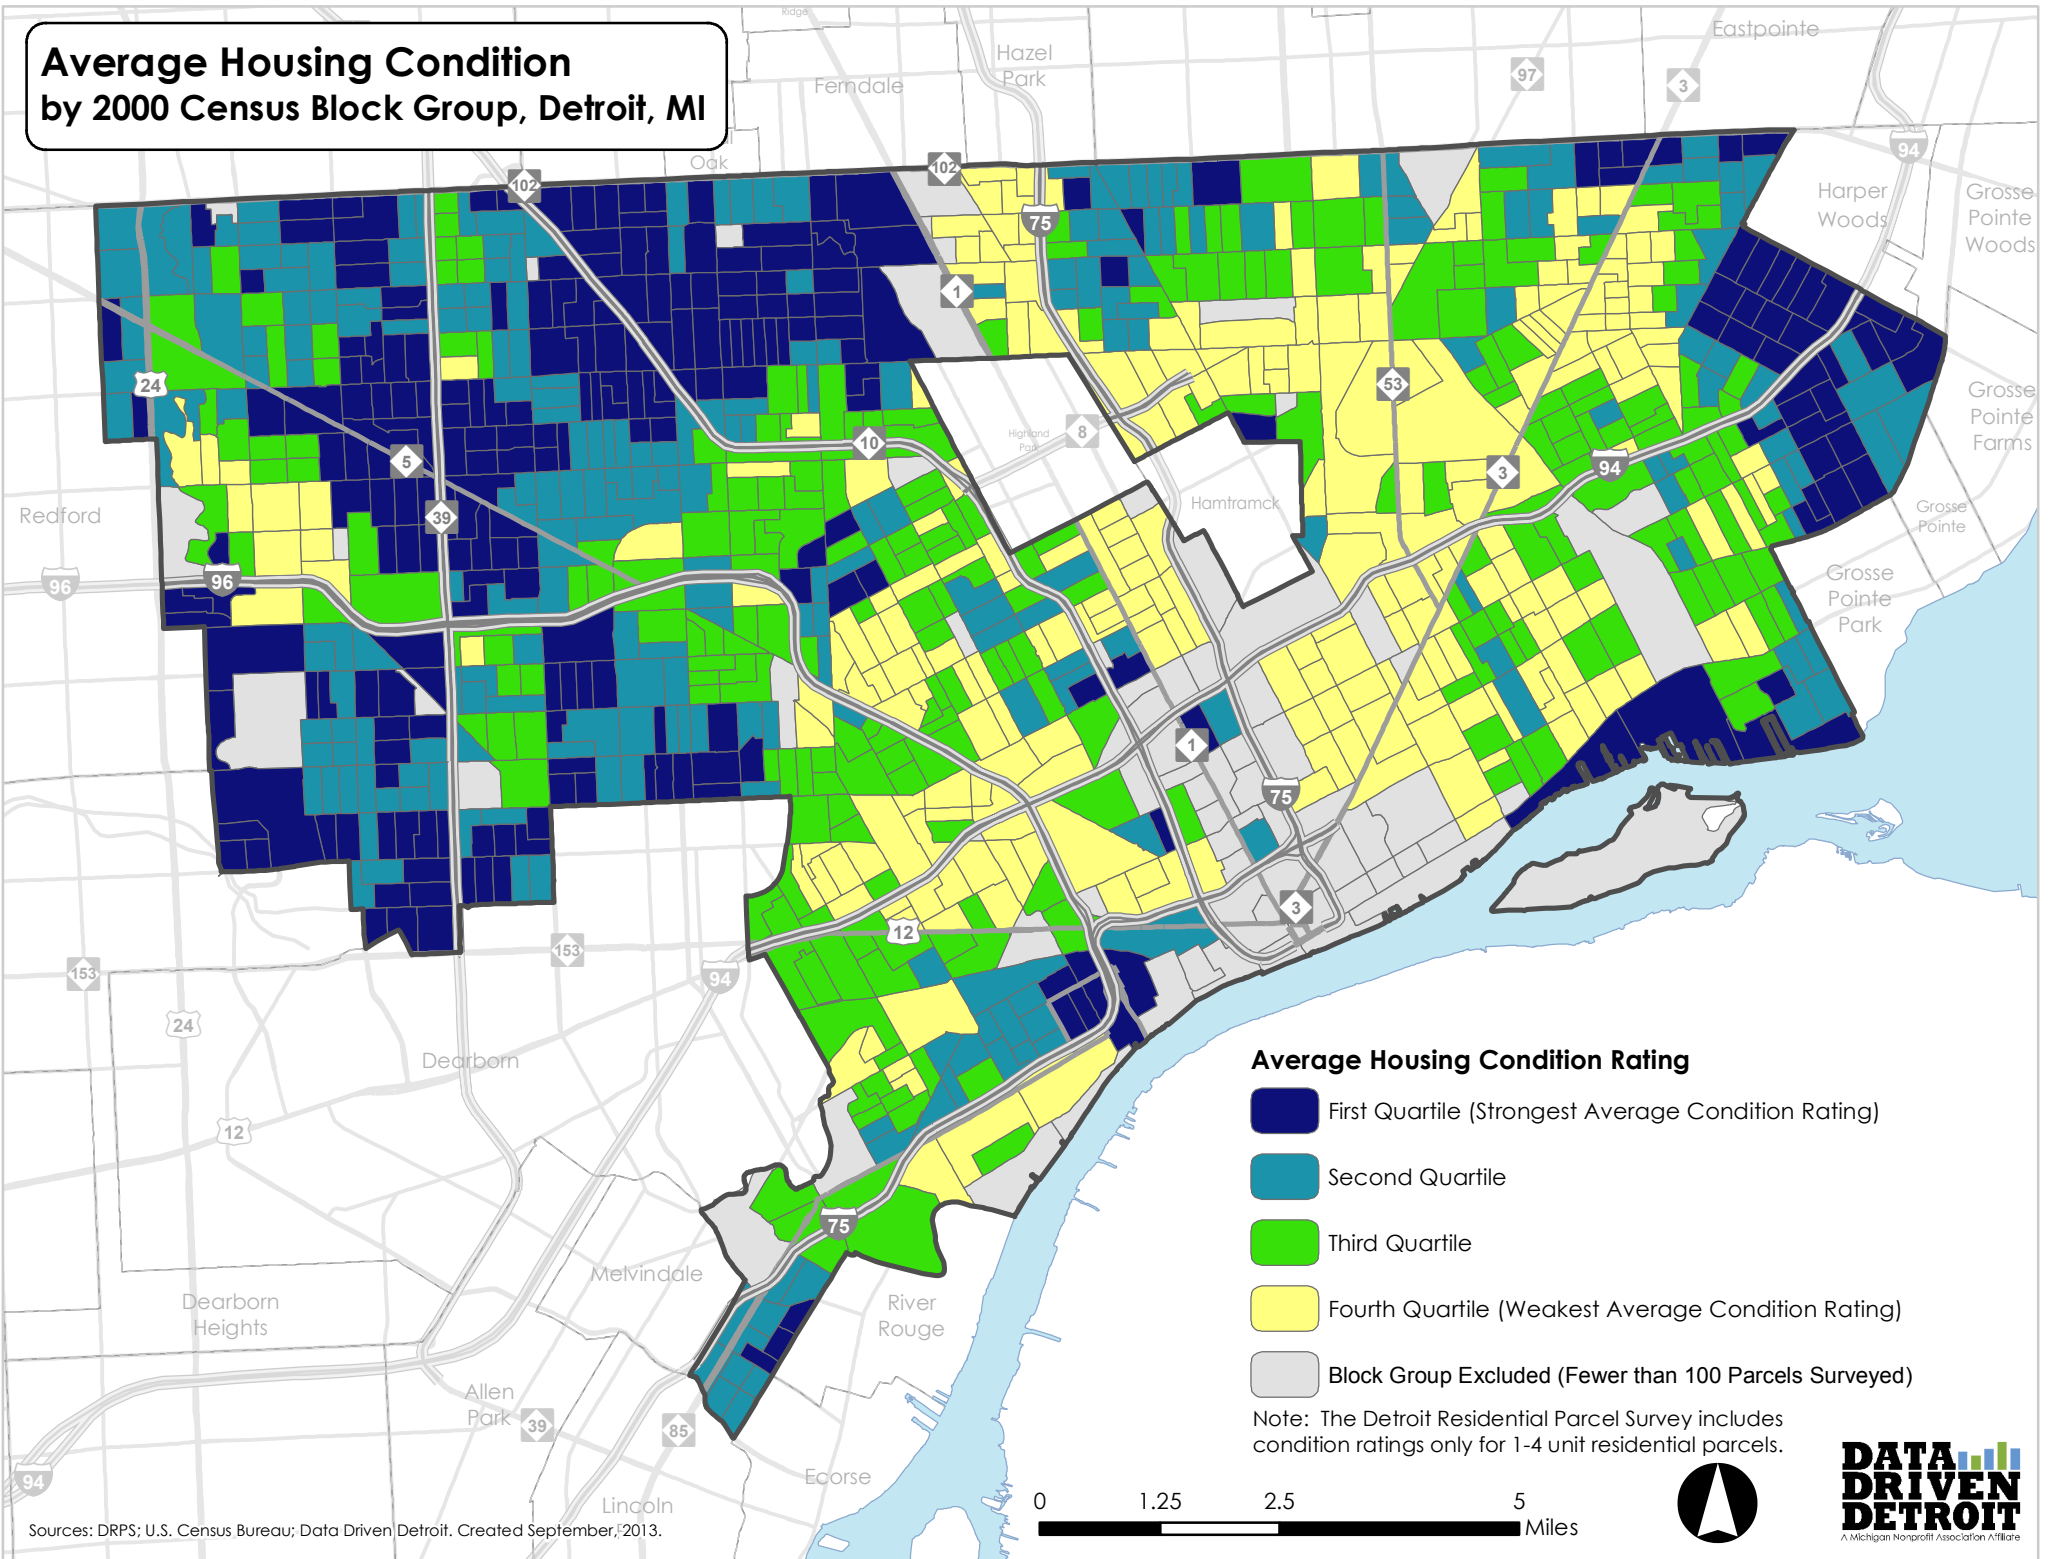 Average Housing Condition
by 2000 Census Block Group, Detroit, MI
Ridge
Hazel
Park
Ferndale
Eastpointe
97
3
94
Oak
102
102
Harper
Woods
Grosse
Pointe
Woods
75
1
24
53
Grosse
Pointe
Farms
Highland
Park
8
10
5
3
94
Hamtramck
Redford
39
Grosse
Pointe
96
96
Grosse
Pointe
Park
1
75
3
12
153
153
94
24
Dearborn
12
75
Melvindale
Dearborn
Heights
River
Rouge
Allen
Park
39
85
94
Ecorse
Lincoln
Average Housing Condition Rating
First Quartile (Strongest Average Condition Rating)
Second Quartile
Third Quartile
Fourth Quartile (Weakest Average Condition Rating)
Block Group Excluded (Fewer than 100 Parcels Surveyed)
Note: The Detroit Residential Parcel Survey includes
condition ratings only for 1-4 unit residential parcels.
0 1.25 2.5 5
Miles
DATA
DRIVEN
DETROIT
A Michigan Nonprofit Association Affiliate
Sources: DRPS; U.S. Census Bureau; Data Driven Detroit. Created September, 2013.